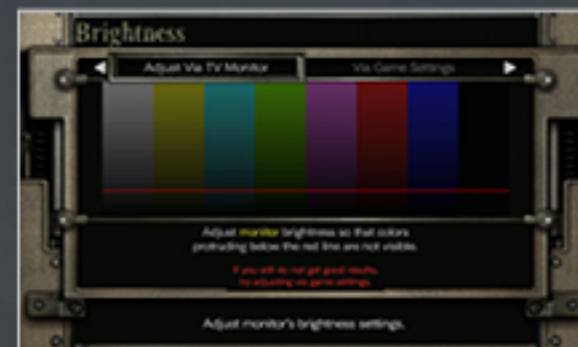 Brightness
Adjust Via TV Monitor
Via Game Settings
Adjust monitor brightness so that colors
protruding below the red line are not visible.
If you still do not get good results,
try adjusting via game settings.
Adjust monitor's brightness settings.